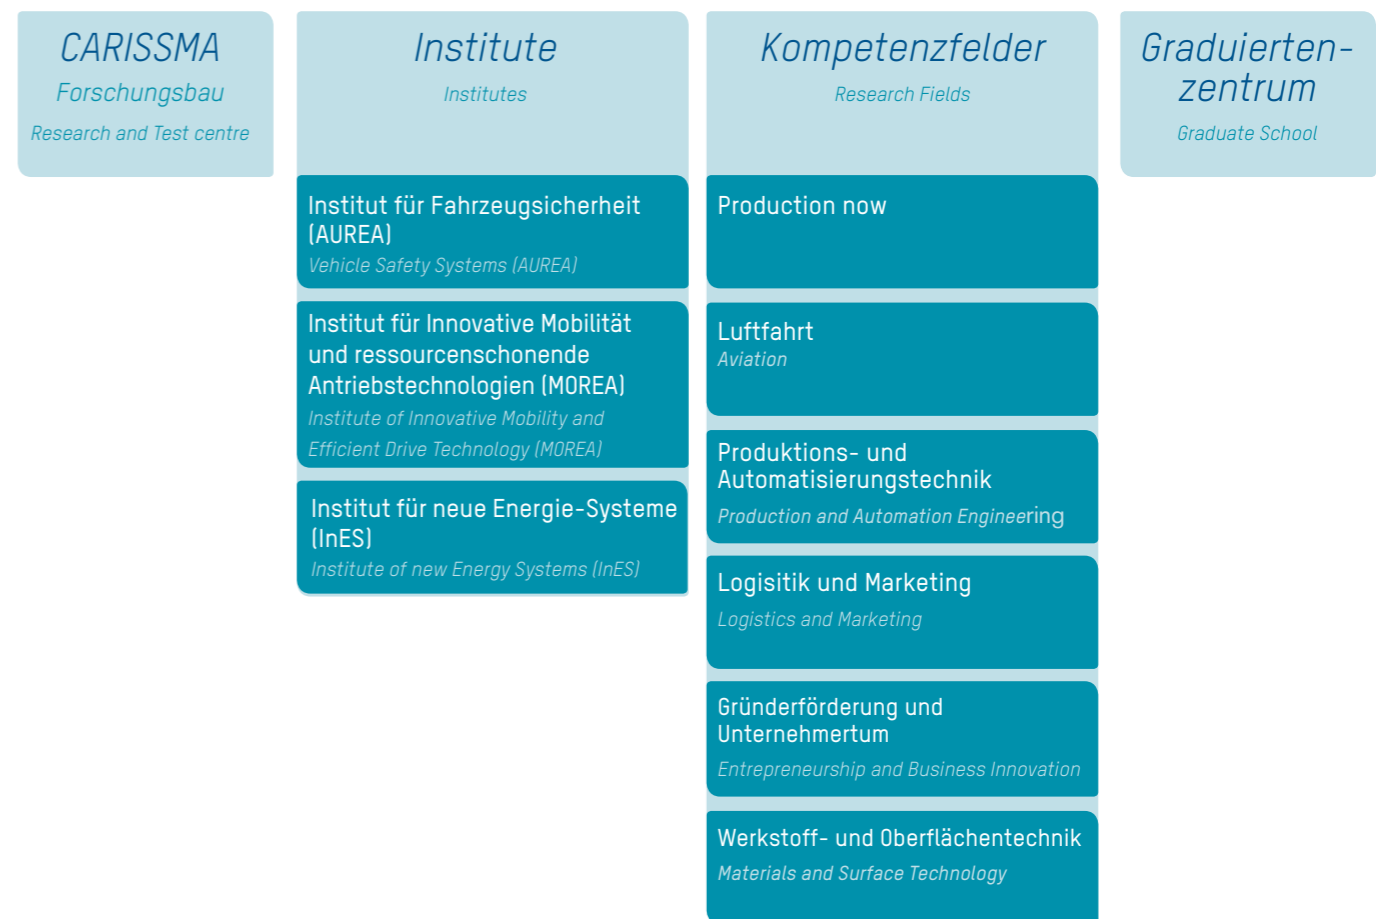 CARISSMA
Forschungsbau
Research and Test centre
Institute
Institutes
Institut für Fahrzeugsicherheit
(AUREA)
Vehicle Safety Systems (AUREA)
Institut für Innovative Mobilität
und ressourcenschonende
Antriebstechnologien (MOREA)
Institute of Innovative Mobility and
Efficient Drive Technology (MOREA)
Institut für neue Energie-Systeme
(InES)
Institute of new Energy Systems (InES)
Kompetenzfelder
Research Fields
Production now
Luftfahrt
Aviation
Produktions- und
Automatisierungstechnik
Production and Automation Engineering
Logisitik und Marketing
Logistics and Marketing
Gründerförderung und
Unternehmertum
Entrepreneurship and Business Innovation
Werkstoff- und Oberflächentechnik
Materials and Surface Technology
Graduierten-
zentrum
Graduate School